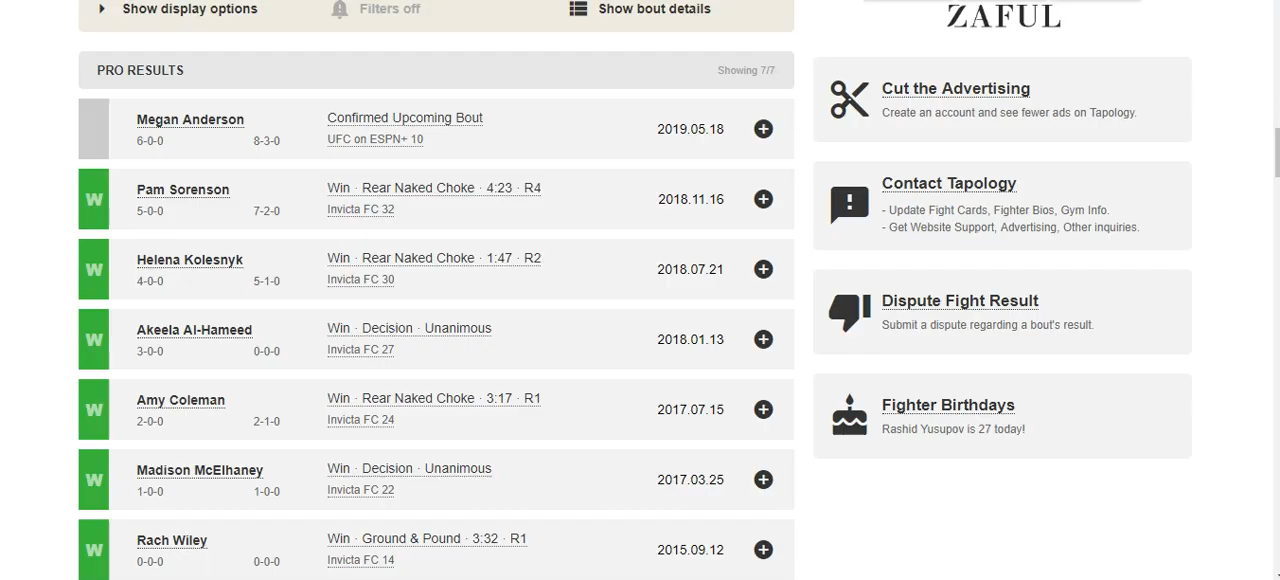 Show display options
Filters off
Show bout details
ZAFUL
PRO RESULTS
Showing 7/7
Megan Anderson
6-0-0 8-3-0
Confirmed Upcoming Bout
UFC on ESPN+ 10
2019.05.18
W
Pam Sorenson
5-0-0 7-2-0
Win · Rear Naked Choke · 4:23 · R4
Invicta FC 32
2018.11.16
W
Helena Kolesnyk
4-0-0 5-1-0
Win · Rear Naked Choke · 1:47 · R2
Invicta FC 30
2018.07.21
W
Akeela Al-Hameed
3-0-0 0-0-0
Win · Decision · Unanimous
Invicta FC 27
2018.01.13
W
Amy Coleman
2-0-0 2-1-0
Win · Rear Naked Choke · 3:17 · R1
Invicta FC 24
2017.07.15
W
Madison McElhaney
1-0-0 1-0-0
Win · Decision · Unanimous
Invicta FC 22
2017.03.25
W
Rach Wiley
0-0-0 0-0-0
Win · Ground & Pound · 3:32 · R1
Invicta FC 14
2015.09.12
Cut the Advertising
Create an account and see fewer ads on Tapology.
Contact Tapology
- Update Fight Cards, Fighter Bios, Gym Info.
- Get Website Support, Advertising, Other inquiries.
Dispute Fight Result
Submit a dispute regarding a bout's result.
Fighter Birthdays
Rashid Yusupov is 27 today!